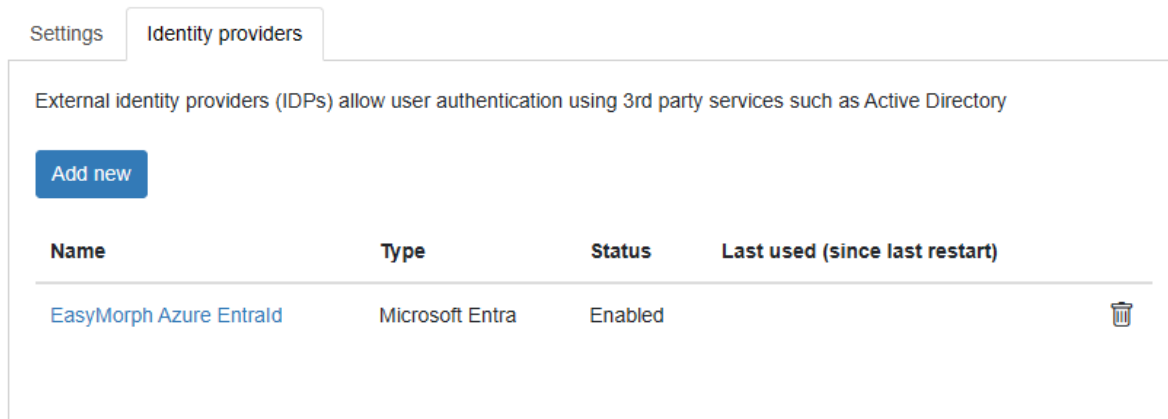 Settings Identity providers
External identity providers (IDPs) allow user authentication using 3rd party services such as Active Directory
Add new
Name Type Status Last used (since last restart)
EasyMorph Azure EntraId Microsoft Entra Enabled